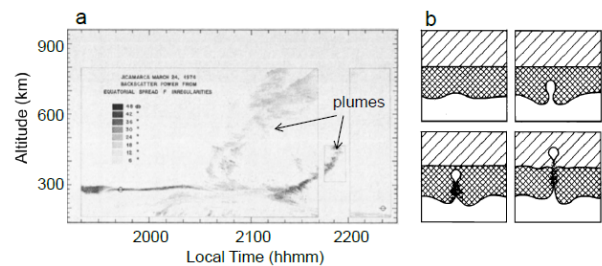 a
b
900
600
300
Altitude (km)
JICAMARCA MARCH 24, 1974
BACKSCATTER POWER FROM
EQUATORIAL SPREAD F IRREGULARITIES
plumes
2000
2100
2200
Local Time (hhmm)